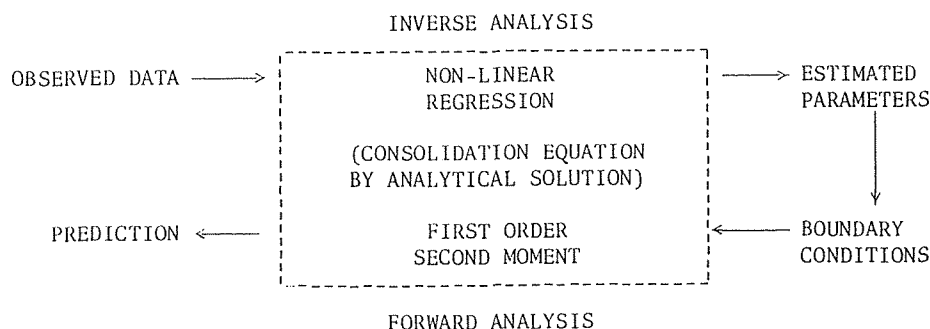 INVERSE ANALYSIS
OBSERVED DATA
NON-LINEAR
REGRESSION
ESTIMATED
PARAMETERS
(CONSOLIDATION EQUATION
BY ANALYTICAL SOLUTION)
PREDICTION
FIRST ORDER
SECOND MOMENT
BOUNDARY
CONDITIONS
FORWARD ANALYSIS